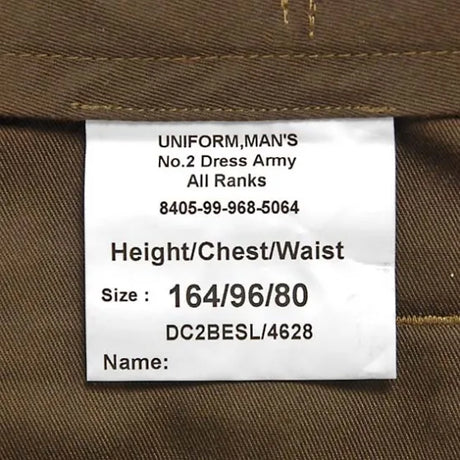 UNIFORM,MAN'S
No.2 Dress Army
All Ranks
8405-99-968-5064
Height/Chest/Waist
Size : 164/96/80
DC2BESL/4628
Name: